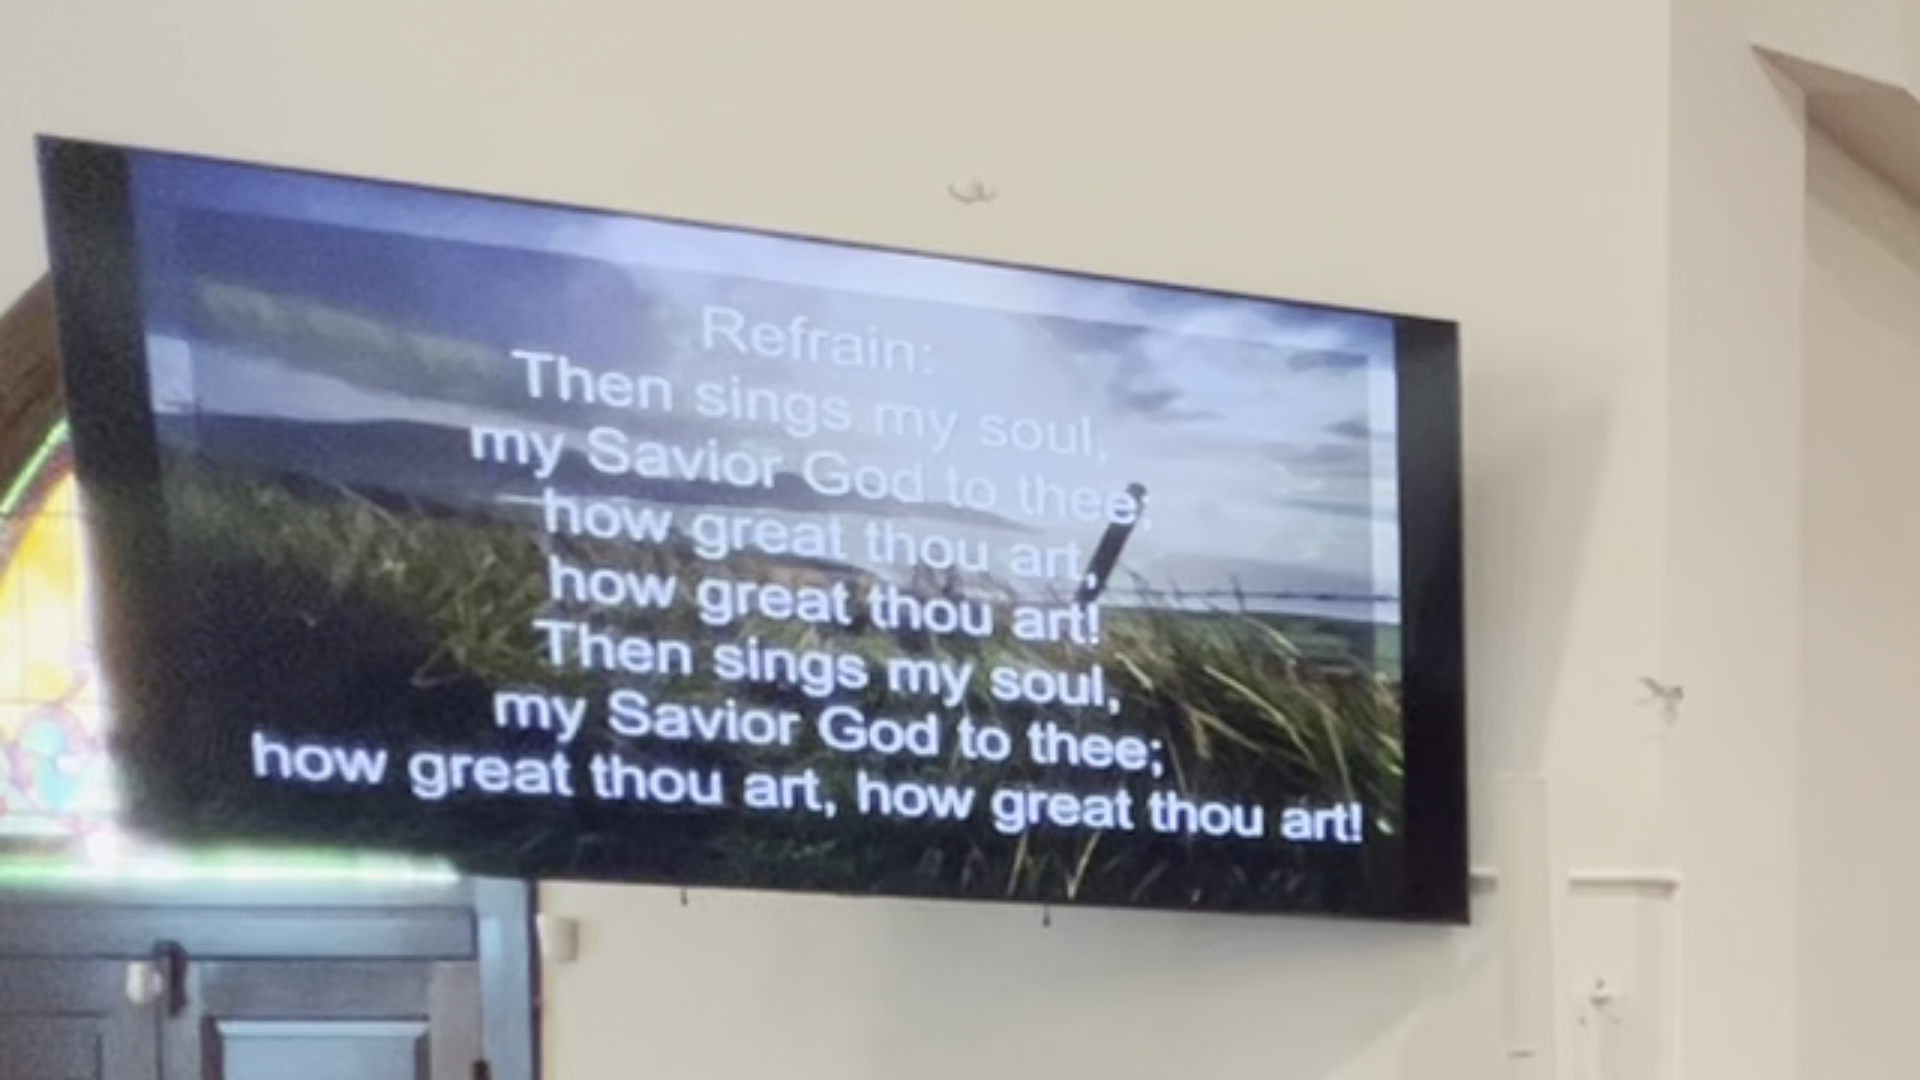 Refrain:
Then sings my soul,
my Savior God to thee;
how great thou art,
how great thou art!
Then sings my soul,
my Savior God to thee;
how great thou art, how great thou art!